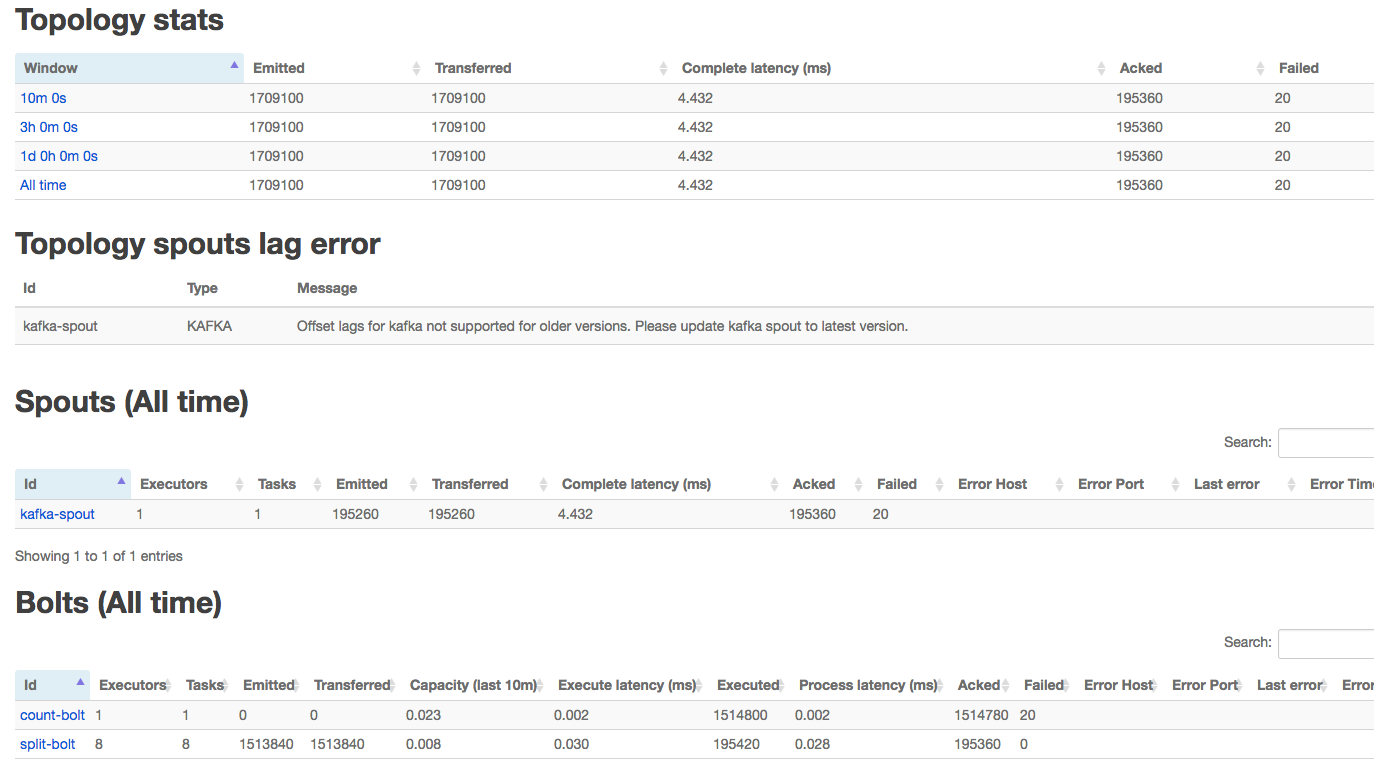 Topology stats
Window Emitted Transferred Complete latency (ms) Acked Failed
10m 0s 1709100 1709100 4.432 195360 20
3h 0m 0s 1709100 1709100 4.432 195360 20
1d 0h 0m 0s 1709100 1709100 4.432 195360 20
All time 1709100 1709100 4.432 195360 20
Topology spouts lag error
Id Type Message
kafka-spout KAFKA Offset lags for kafka not supported for older versions. Please update kafka spout to latest version.
Spouts (All time)
Search:
Id Executors Tasks Emitted Transferred Complete latency (ms) Acked Failed Error Host Error Port Last error Error Time
kafka-spout 1 1 195260 195260 4.432 195360 20
Showing 1 to 1 of 1 entries
Bolts (All time)
Search:
Id Executors Tasks Emitted Transferred Capacity (last 10m) Execute latency (ms) Executed Process latency (ms) Acked Failed Error Host Error Port Last error Error
count-bolt 1 1 0 0 0.023 0.002 1514800 0.002 1514780 20
split-bolt 8 8 1513840 1513840 0.008 0.030 195420 0.028 195360 0